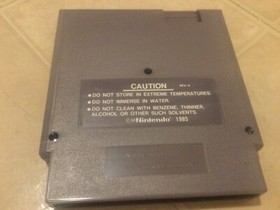 CAUTION
• DO NOT STORE IN EXTREME TEMPERATURES.
• DO NOT IMMERSE IN WATER.
• DO NOT CLEAN WITH BENZENE, THINNER,
ALCOHOL OR OTHER SUCH SOLVENTS.
Nintendo 1985